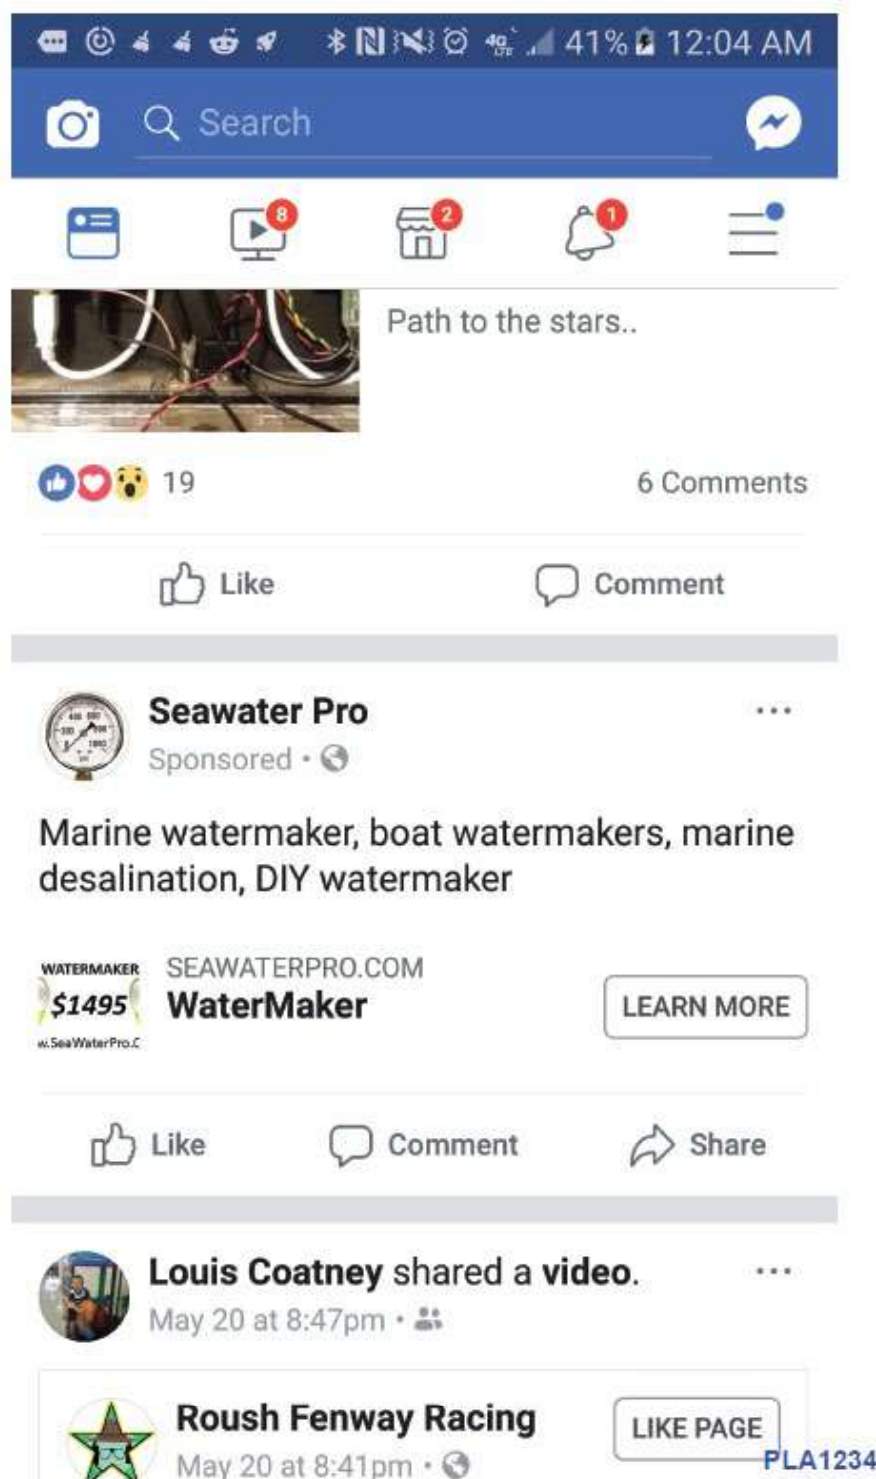 4G LTE 41% 12:04 AM
Search
8
2
1
Path to the stars..
19
6 Comments
Like
Comment
Seawater Pro
Sponsored
Marine watermaker, boat watermakers, marine
desalination, DIY watermaker
WATERMAKER
$1495
w.SeaWaterPro.C
SEAWATERPRO.COM
WaterMaker
LEARN MORE
Like
Comment
Share
Louis Coatney shared a video.
May 20 at 8:47pm
Roush Fenway Racing
May 20 at 8:41pm
LIKE PAGE
PLA1234